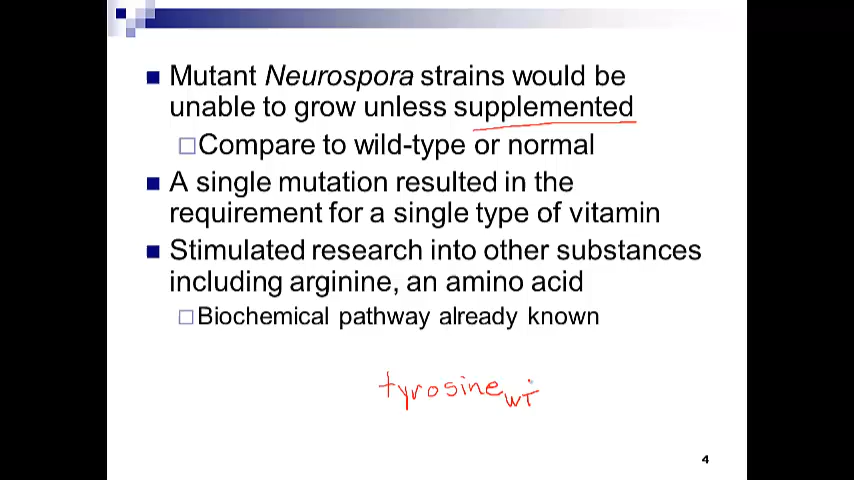 Mutant Neurospora strains would be
unable to grow unless supplemented
Compare to wild-type or normal
A single mutation resulted in the
requirement for a single type of vitamin
Stimulated research into other substances
including arginine, an amino acid
Biochemical pathway already known
tyrosine WT
4